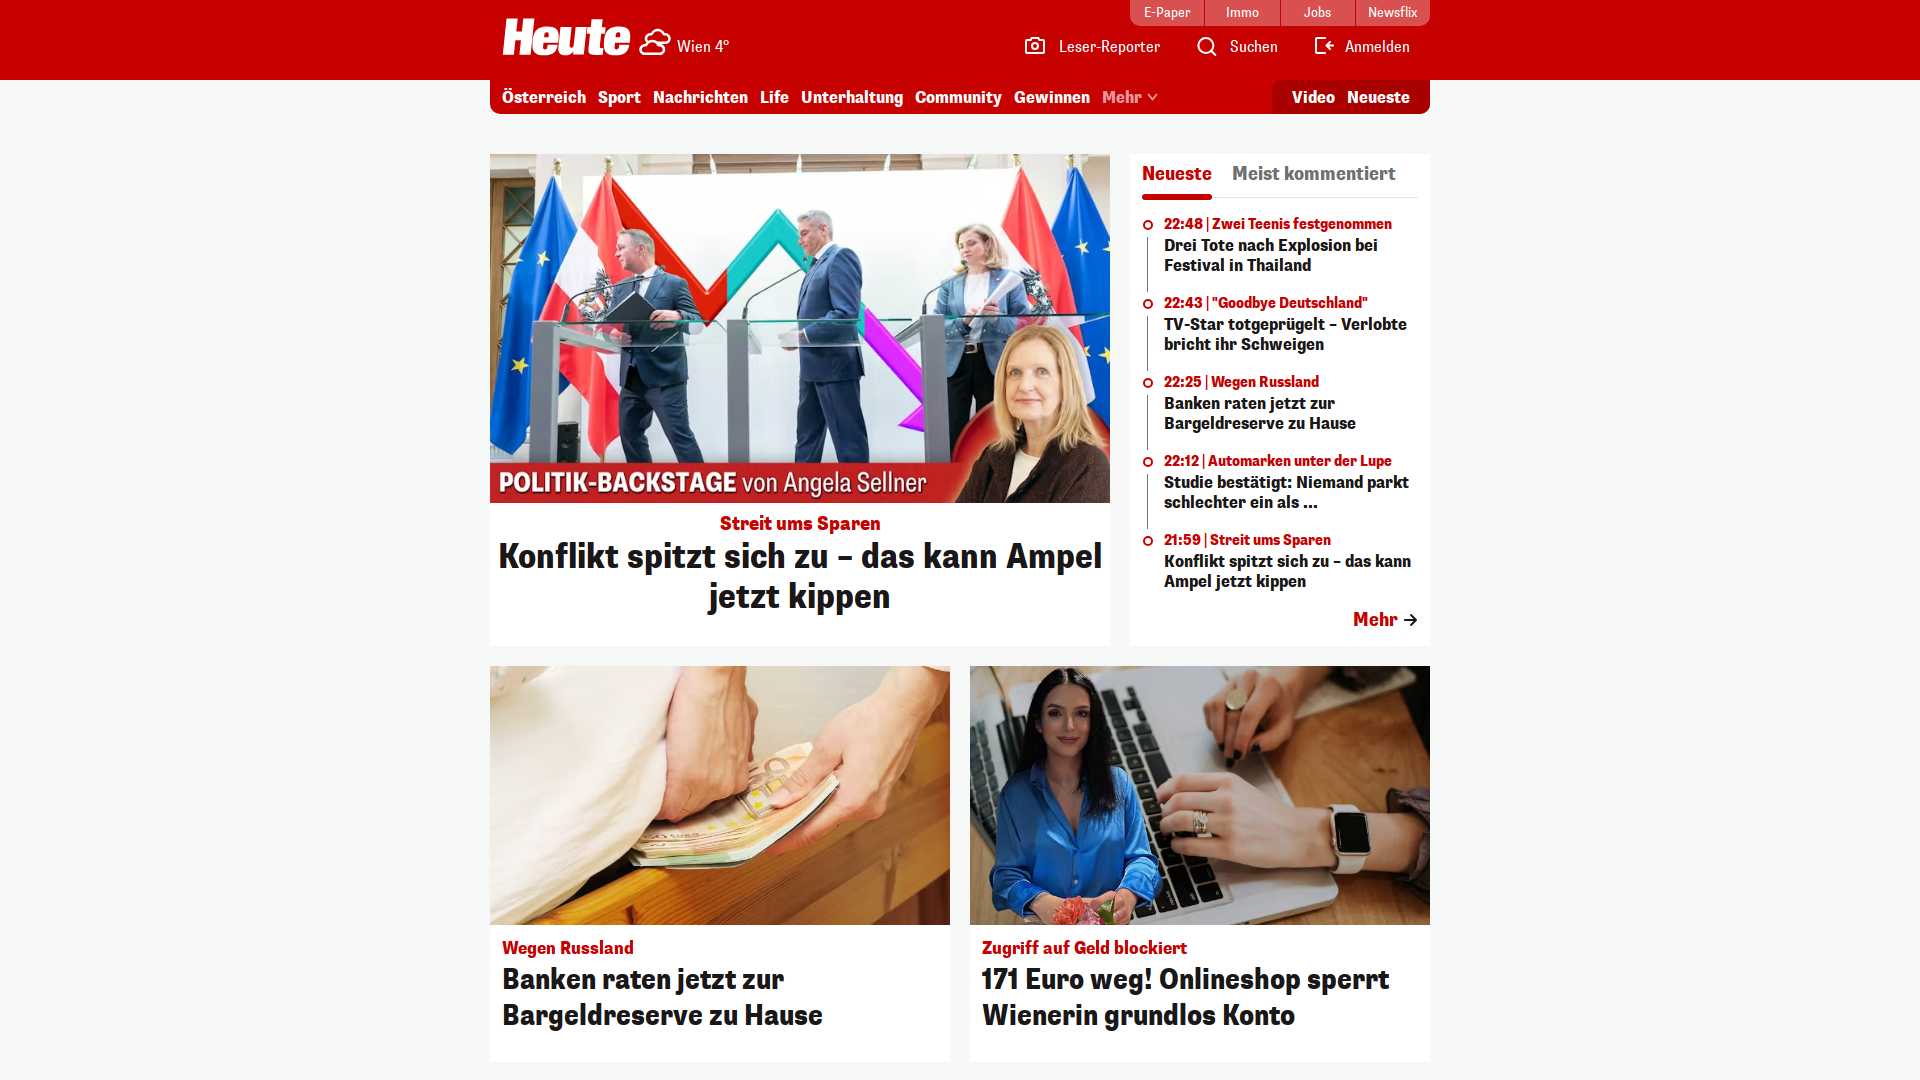 E-Paper
Immo
Jobs
Newsflix
Heute
Wien 4°
Leser-Reporter
Suchen
Anmelden
Österreich
Sport
Nachrichten
Life
Unterhaltung
Community
Gewinnen
Mehr
Video
Neueste
POLITIK-BACKSTAGE von Angela Sellner
Streit ums Sparen
Konflikt spitzt sich zu – das kann Ampel
jetzt kippen
Neueste
Meist kommentiert
22:48 | Zwei Teenis festgenommen
Drei Tote nach Explosion bei
Festival in Thailand
22:43 | "Goodbye Deutschland"
TV-Star totgeprügelt – Verlobte
bricht ihr Schweigen
22:25 | Wegen Russland
Banken raten jetzt zur
Bargeldreserve zu Hause
22:12 | Automarken unter der Lupe
Studie bestätigt: Niemand parkt
schlechter ein als ...
21:59 | Streit ums Sparen
Konflikt spitzt sich zu – das kann
Ampel jetzt kippen
Mehr
Wegen Russland
Banken raten jetzt zur
Bargeldreserve zu Hause
Zugriff auf Geld blockiert
171 Euro weg! Onlineshop sperrt
Wienerin grundlos Konto